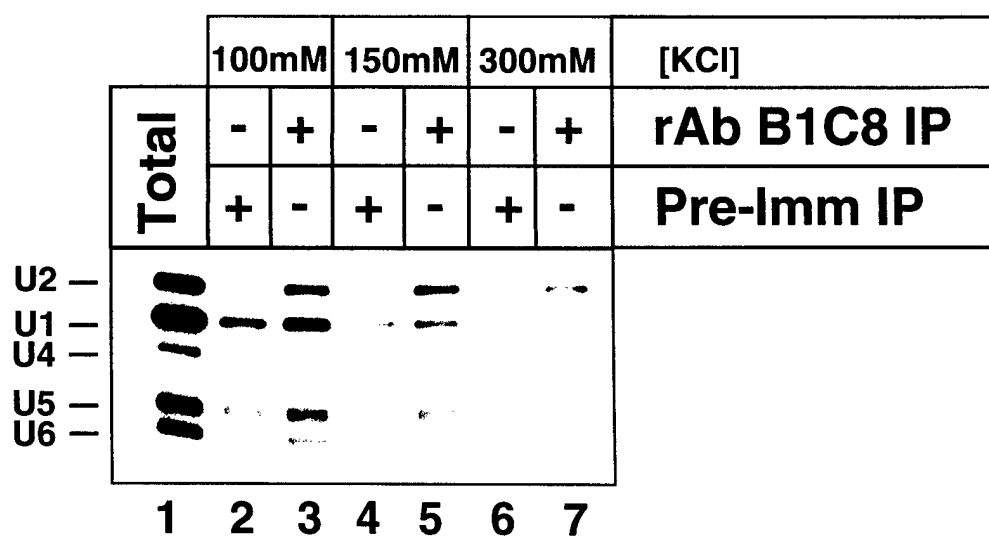 100mM 150mM 300mM [KCl]
Total - + - + - + rAb B1C8 IP
+ - + - + - Pre-Imm IP
U2 –
U1 –
U4 –
U5 –
U6 –
1 2 3 4 5 6 7